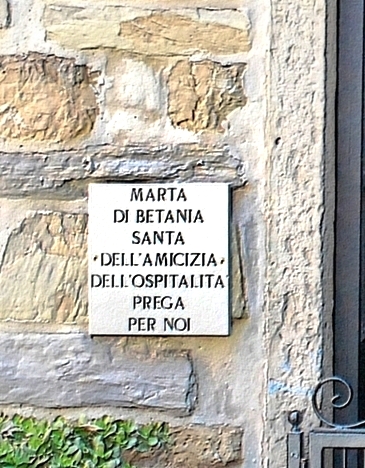 MARTA
DI BETANIA
SANTA
·DELL'AMICIZIA·
DELL'OSPITALITA'
PREGA
PER NOI